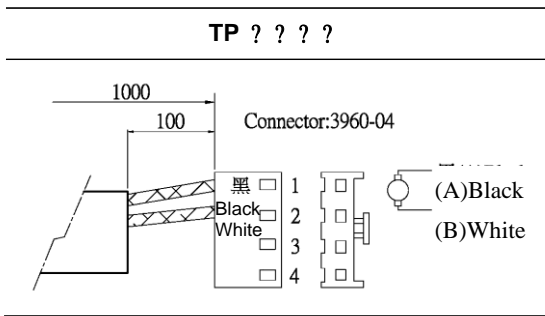 TP ? ? ? ?
1000
100
Connector:3960-04
黑
1
Black
2
White
3
4
(A)Black
(B)White